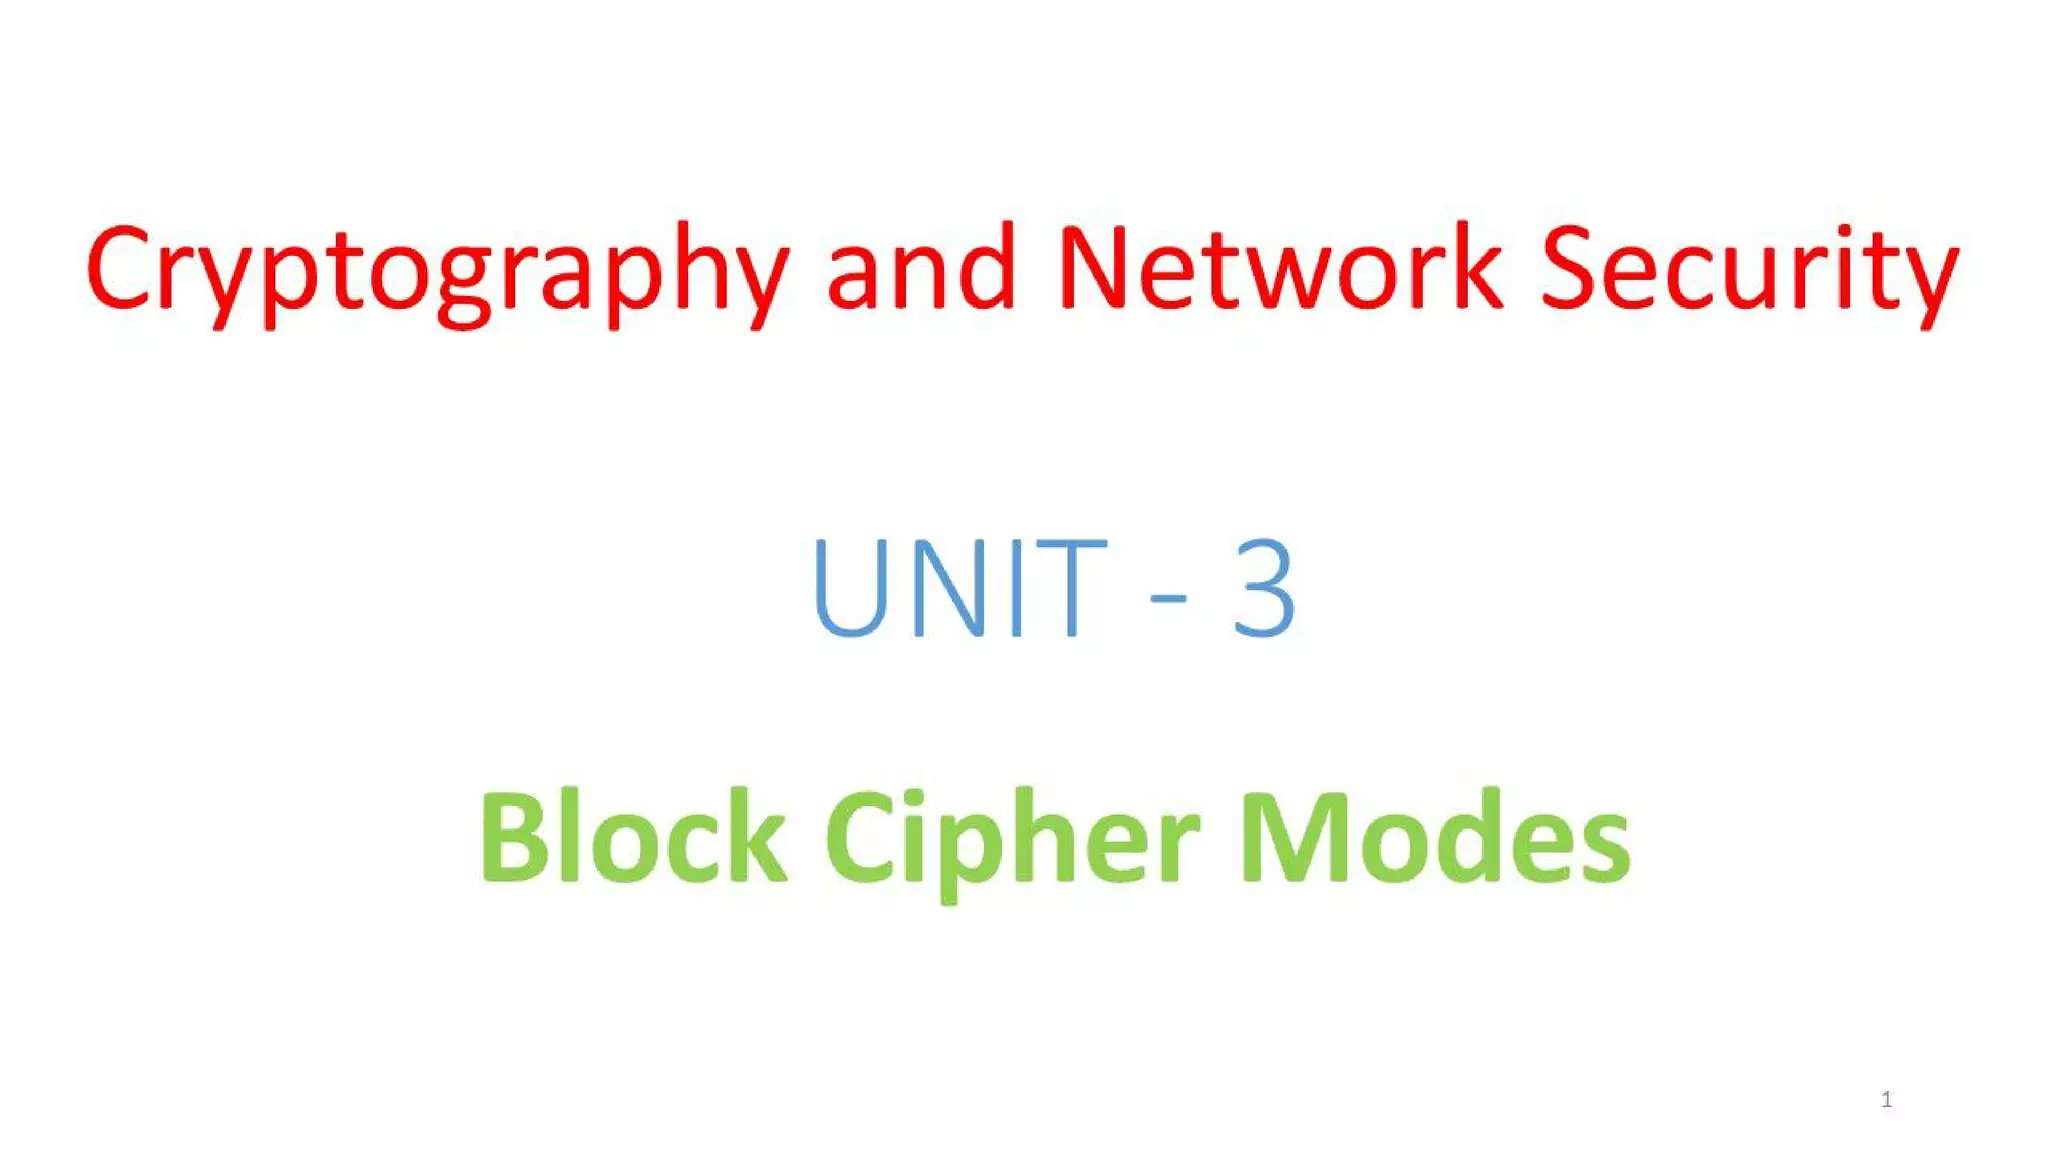 Cryptography and Network Security
UNIT - 3
Block Cipher Modes
1